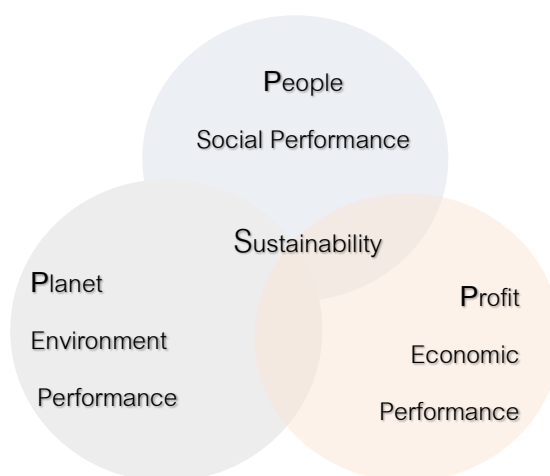 People
Social Performance
Sustainability
Planet
Environment
Performance
Profit
Economic
Performance